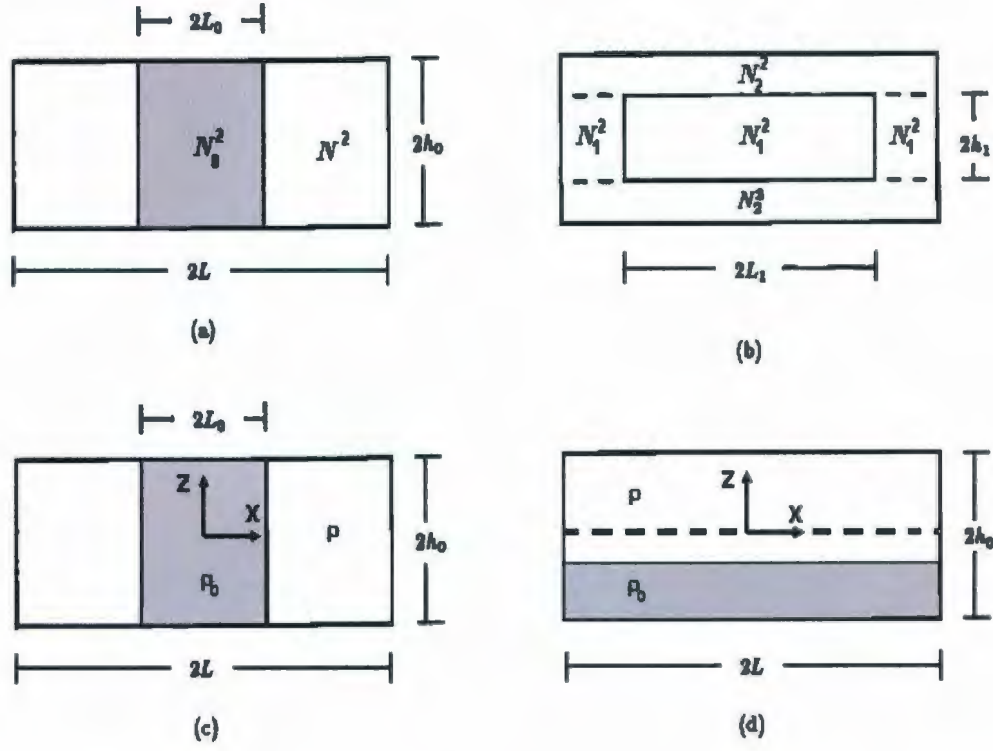 2L₀
N₀² N² 2h₀
2L
(a)
N₂²
N₁² N₁² N₁² 2h₁
N₂²
2L₁
(b)
2L₀
Z
X
ρ 2h₀
ρ₀
2L
(c)
ρ Z
X
2h₀
ρ₀
2L
(d)